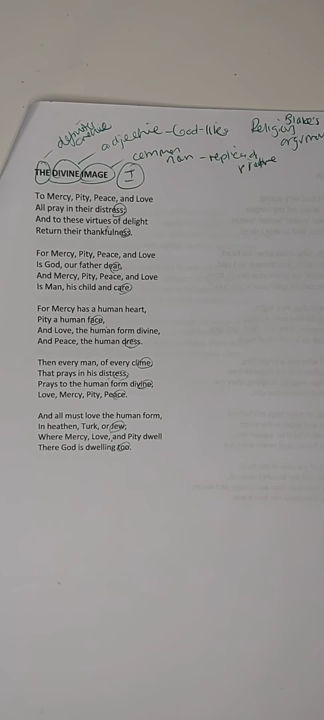 definite
adjective - God-like
Religion Blake's
common
noun - replica of
THE DIVINE IMAGE I
To Mercy, Pity, Peace, and Love
All pray in their distress;
And to these virtues of delight
Return their thankfulness.
For Mercy, Pity, Peace, and Love
Is God, our father dear,
And Mercy, Pity, Peace, and Love
Is Man, his child and care.
For Mercy has a human heart,
Pity a human face,
And Love, the human form divine,
And Peace, the human dress.
Then every man, of every clime,
That prays in his distress,
Prays to the human form divine,
Love, Mercy, Pity, Peace.
And all must love the human form,
In heathen, Turk, or Jew;
Where Mercy, Love, and Pity dwell
There God is dwelling too.